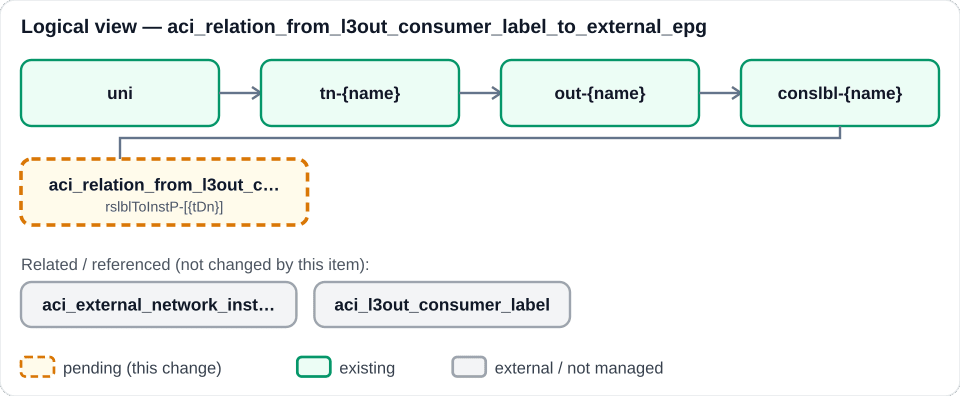 Logical view — aci_relation_from_l3out_consumer_label_to_external_epg
uni
tn-{name}
out-{name}
conslbl-{name}
aci_relation_from_l3out_c...
rslblToInstP-[{tDn}]
Related / referenced (not changed by this item):
aci_external_network_inst...
aci_l3out_consumer_label
pending (this change)
existing
external / not managed